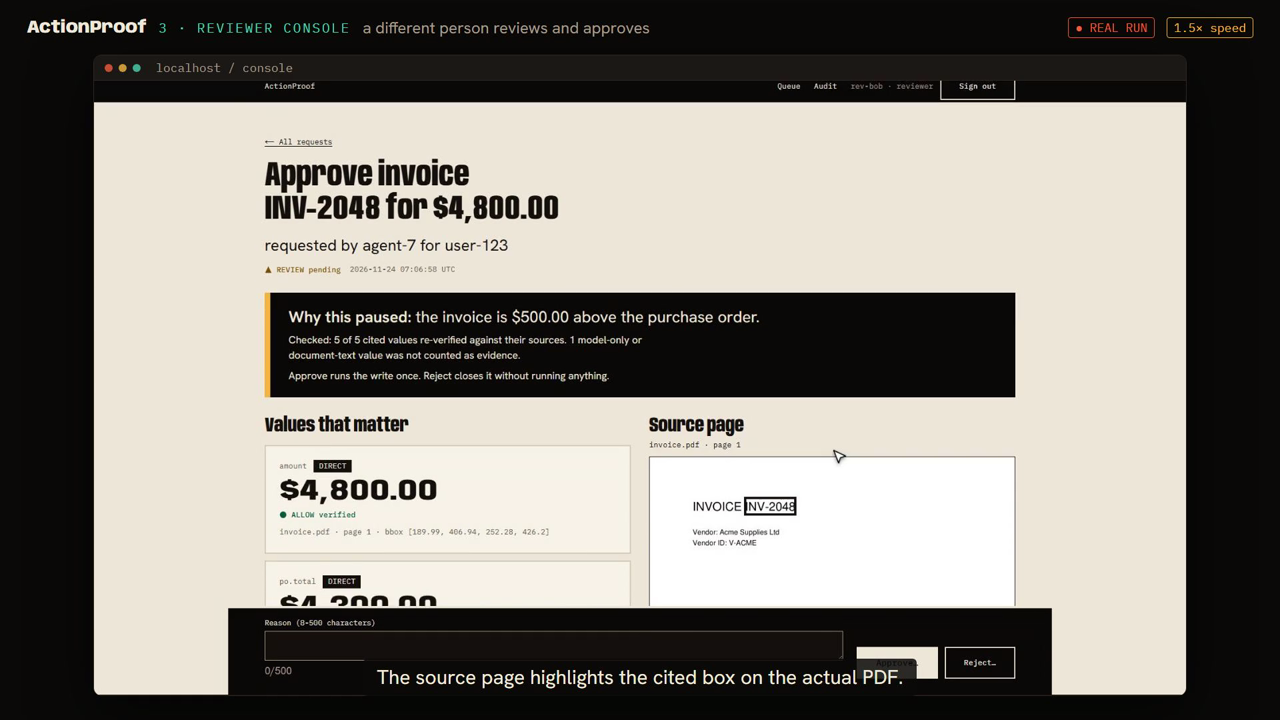 ActionProof 3 · REVIEWER CONSOLE a different person reviews and approves ● REAL RUN 1.5× speed
localhost / console
ActionProof Queue Audit rev-bob · reviewer Sign out
← All requests
Approve invoice
INV-2048 for $4,800.00
requested by agent-7 for user-123
▲ REVIEW pending 2026-11-24 07:06:58 UTC
Why this paused: the invoice is $500.00 above the purchase order.
Checked: 5 of 5 cited values re-verified against their sources. 1 model-only or
document-text value was not counted as evidence.
Approve runs the write once. Reject closes it without running anything.
Values that matter
amount DIRECT
$4,800.00
● ALLOW verified
invoice.pdf · page 1 · bbox [189.99, 406.94, 252.28, 426.2]
po.total DIRECT
$4,300.00
Source page
invoice.pdf · page 1
INVOICE INV-2048
Vendor: Acme Supplies Ltd
Vendor ID: V-ACME
Reason (8-500 characters)
0/500
Approve… Reject…
The source page highlights the cited box on the actual PDF.